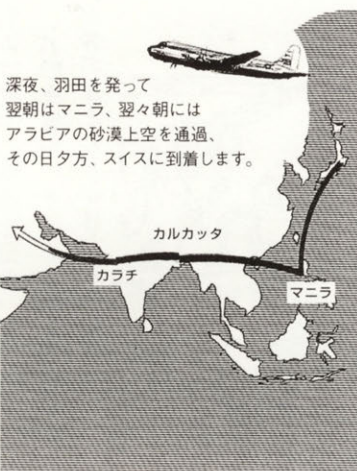 深夜、羽田を発って
翌朝はマニラ、翌々朝には
アラビアの砂漠上空を通過、
その日夕方、スイスに到着します。
カルカッタ
カラチ
マニラ